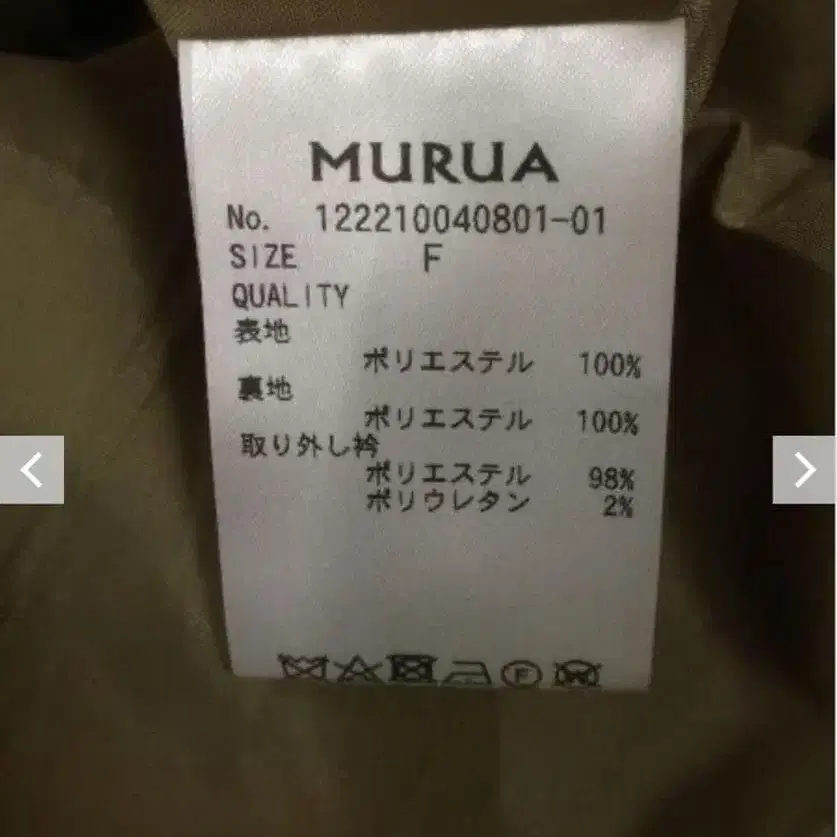 MURUA
No. 122210040801-01
SIZE F
QUALITY
表地
ポリエステル 100%
裏地
ポリエステル 100%
取り外し衿
ポリエステル 98%
ポリウレタン 2%
F
W